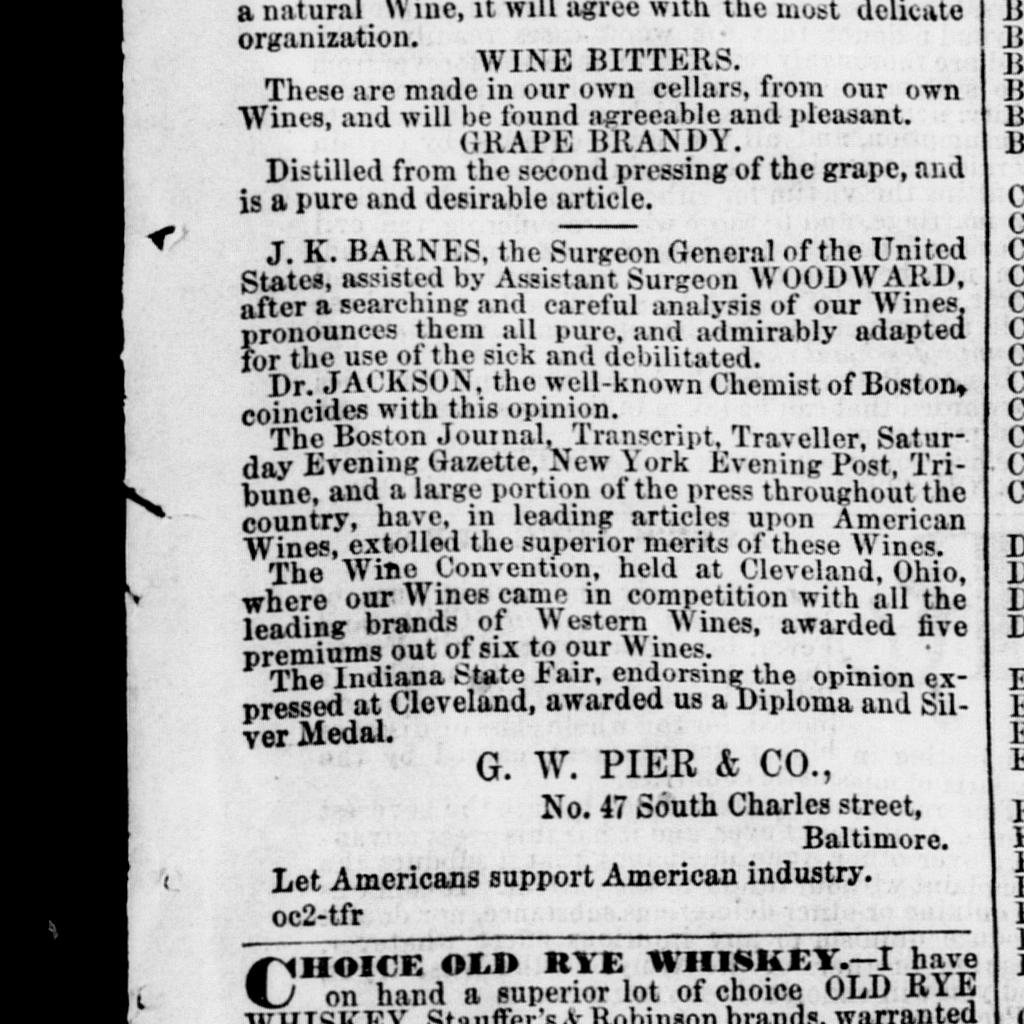 a natural Wine, it will agree with the most delicate
organization.
WINE BITTERS.
These are made in our own cellars, from our own
Wines, and will be found agreeable and pleasant.
GRAPE BRANDY.
Distilled from the second pressing of the grape, and
is a pure and desirable article.
J. K. BARNES, the Surgeon General of the United
States, assisted by Assistant Surgeon WOODWARD,
after a searching and careful analysis of our Wines,
pronounces them all pure, and admirably adapted
for the use of the sick and debilitated.
Dr. JACKSON, the well-known Chemist of Boston,
coincides with this opinion.
The Boston Journal, Transcript, Traveller, Satur-
day Evening Gazette, New York Evening Post, Tri-
bune, and a large portion of the press throughout the
country, have, in leading articles upon American
Wines, extolled the superior merits of these Wines.
The Wine Convention, held at Cleveland, Ohio,
where our Wines came in competition with all the
leading brands of Western Wines, awarded five
premiums out of six to our Wines.
The Indiana State Fair, endorsing the opinion ex-
pressed at Cleveland, awarded us a Diploma and Sil-
ver Medal.
G. W. PIER & CO.,
No. 47 South Charles street,
Baltimore.
Let Americans support American industry.
oc2-tfr
CHOICE OLD RYE WHISKEY.—I have
on hand a superior lot of choice OLD RYE
WHISKEY, Stauffer's & Robinson brands, warranted